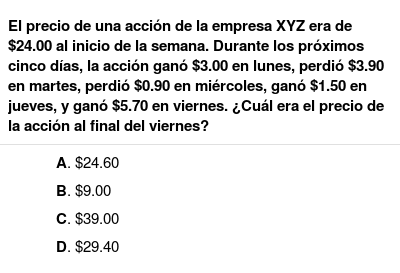 El precio de una acción de la empresa XYZ era de
$24.00 al inicio de la semana. Durante los próximos
cinco días, la acción ganó $3.00 en lunes, perdió $3.90
en martes, perdió $0.90 en miércoles, ganó $1.50 en
jueves, y ganó $5.70 en viernes. ¿Cuál era el precio de
la acción al final del viernes?
A. $24.60
B. $9.00
C. $39.00
D. $29.40